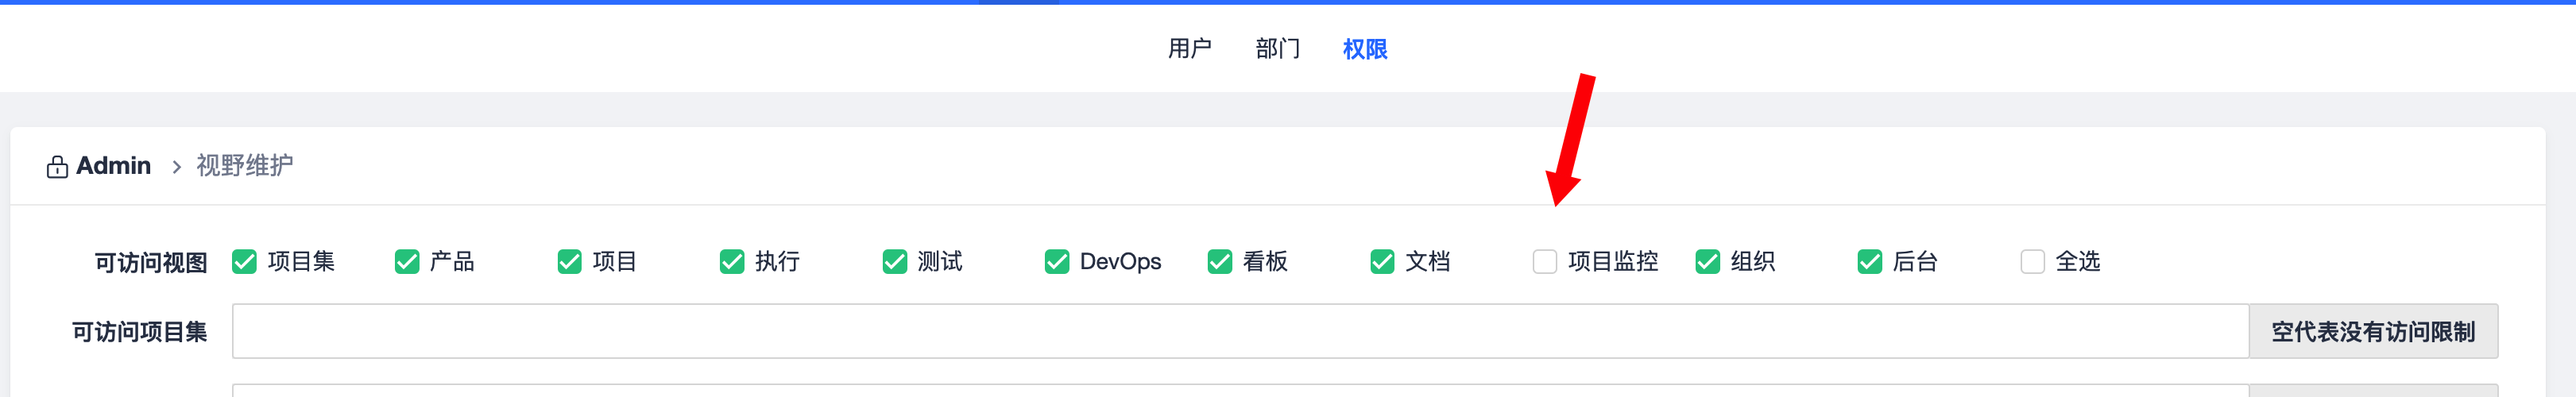 用户 部门 权限
Admin > 视野维护
可访问视图 项目集 产品 项目 执行 测试 DevOps 看板 文档 项目监控 组织 后台 全选
可访问项目集 空代表没有访问限制